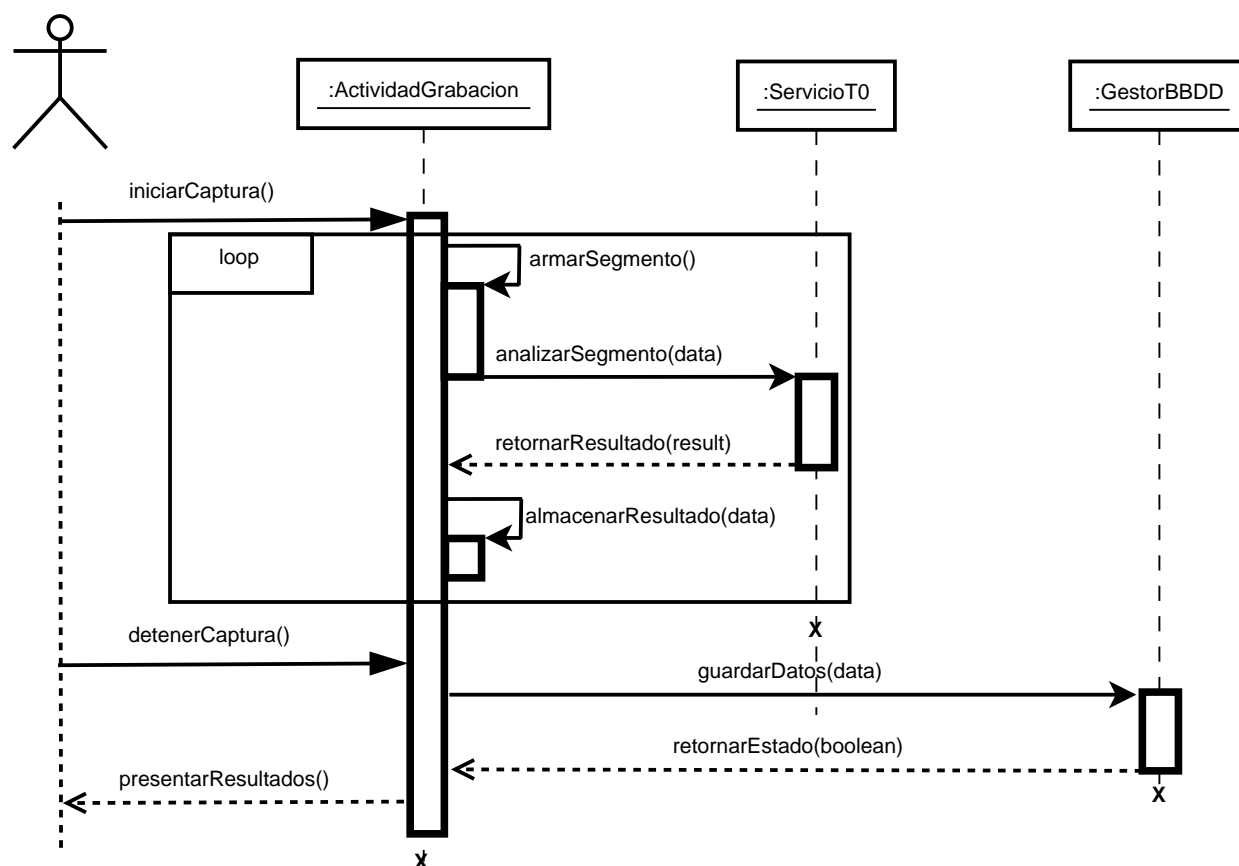 :ActividadGrabacion
:ServicioT0
:GestorBBDD
iniciarCaptura()
loop
armarSegmento()
analizarSegmento(data)
retornarResultado(result)
almacenarResultado(data)
X
detenerCaptura()
guardarDatos(data)
retornarEstado(boolean)
presentarResultados()
X
X